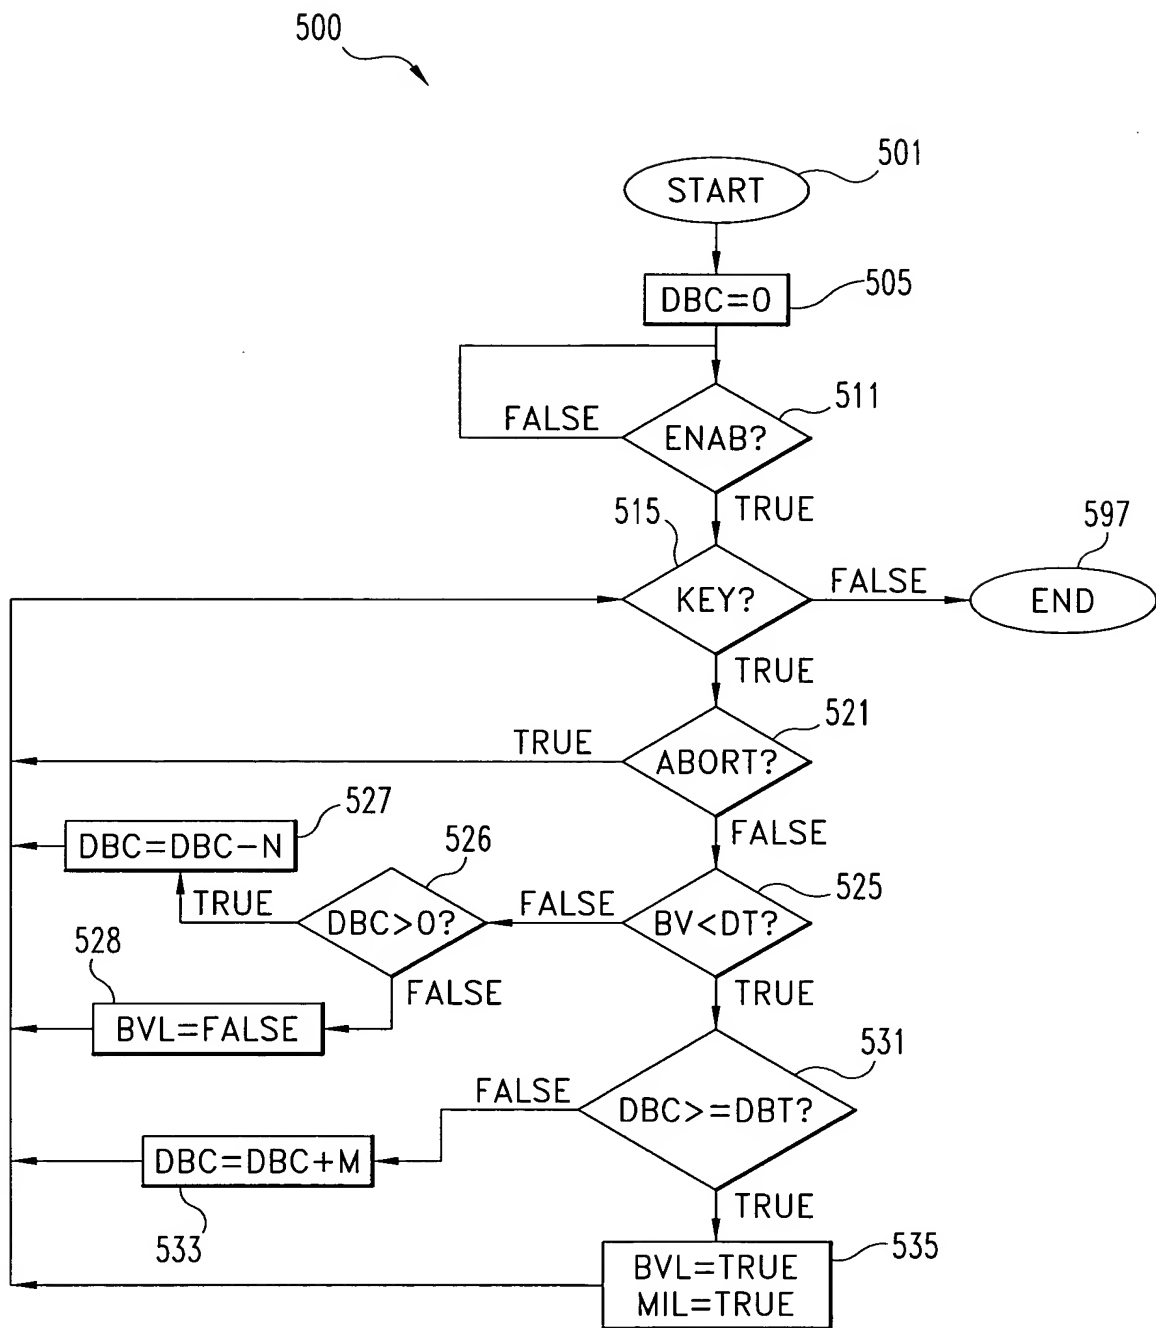 500
501
START
505
DBC=0
511
FALSE
ENAB?
TRUE
515
597
KEY?
FALSE
END
TRUE
521
TRUE
ABORT?
527
FALSE
DBC=DBC-N
526
525
TRUE
DBC>0?
FALSE
BV<DT?
528
FALSE
TRUE
BVL=FALSE
531
FALSE
DBC>=DBT?
DBC=DBC+M
533
TRUE
535
BVL=TRUE
MIL=TRUE